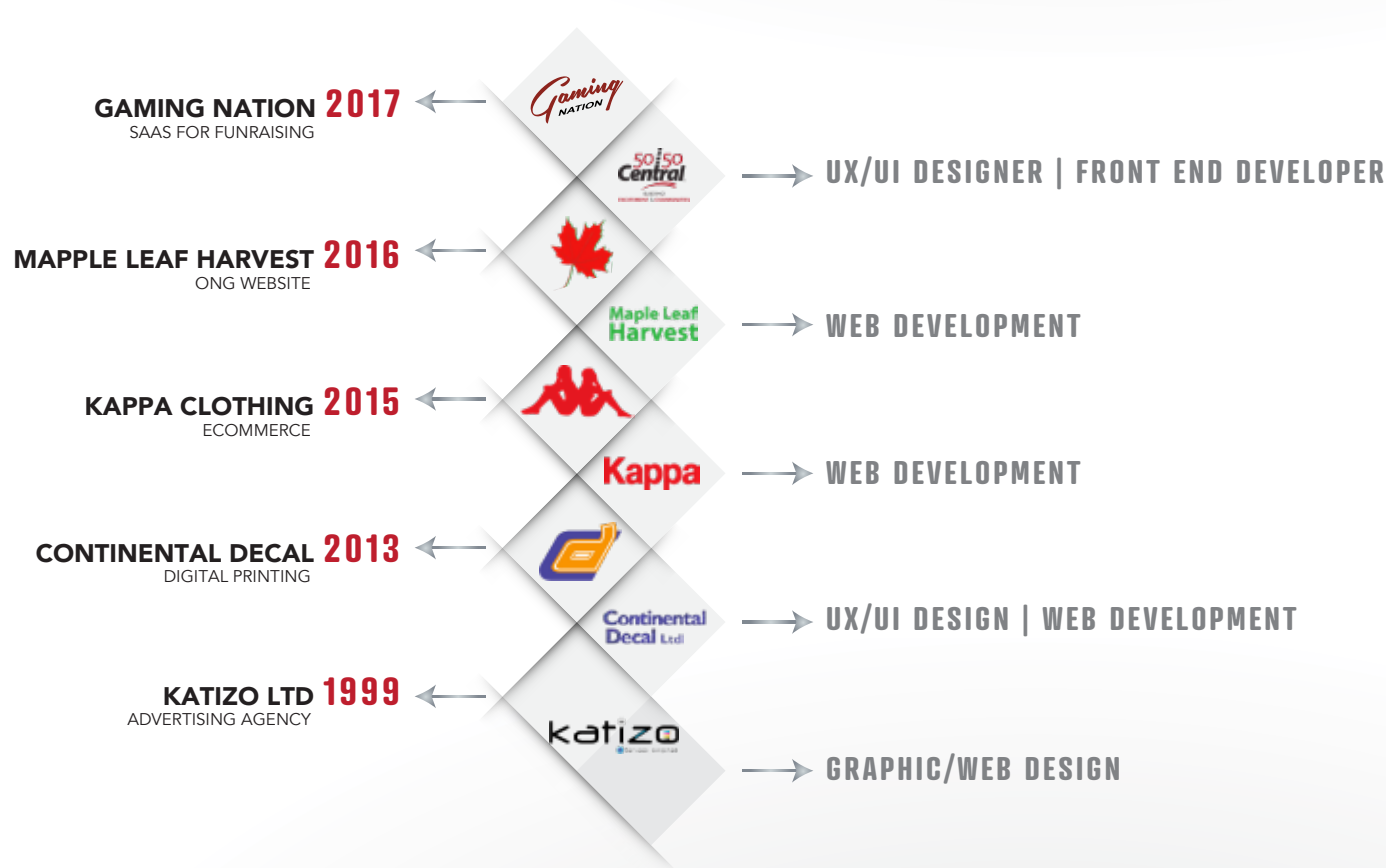 GAMING NATION 2017
SAAS FOR FUNRAISING
Gaming
NATION
50/50
Central
UX/UI DESIGNER | FRONT END DEVELOPER
MAPPLE LEAF HARVEST 2016
ONG WEBSITE
Maple Leaf
Harvest
WEB DEVELOPMENT
KAPPA CLOTHING 2015
ECOMMERCE
Kappa
WEB DEVELOPMENT
CONTINENTAL DECAL 2013
DIGITAL PRINTING
Continental
Decal Ltd
UX/UI DESIGN | WEB DEVELOPMENT
KATIZO LTD 1999
ADVERTISING AGENCY
katizo
GRAPHIC/WEB DESIGN